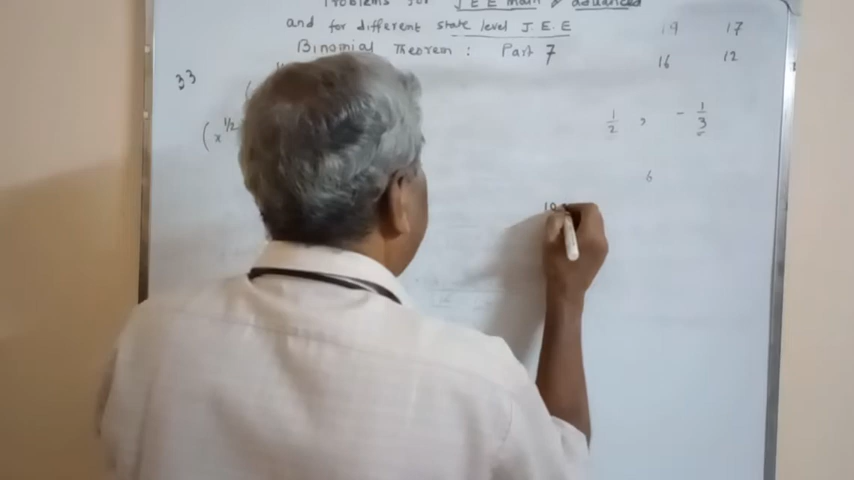 Problems for JEE main & advanced
and for different state level J.E.E
Binomial Theorem : Part 7
19 17
16 12
33
(x^1/2
1/2 , - 1/3
6
10